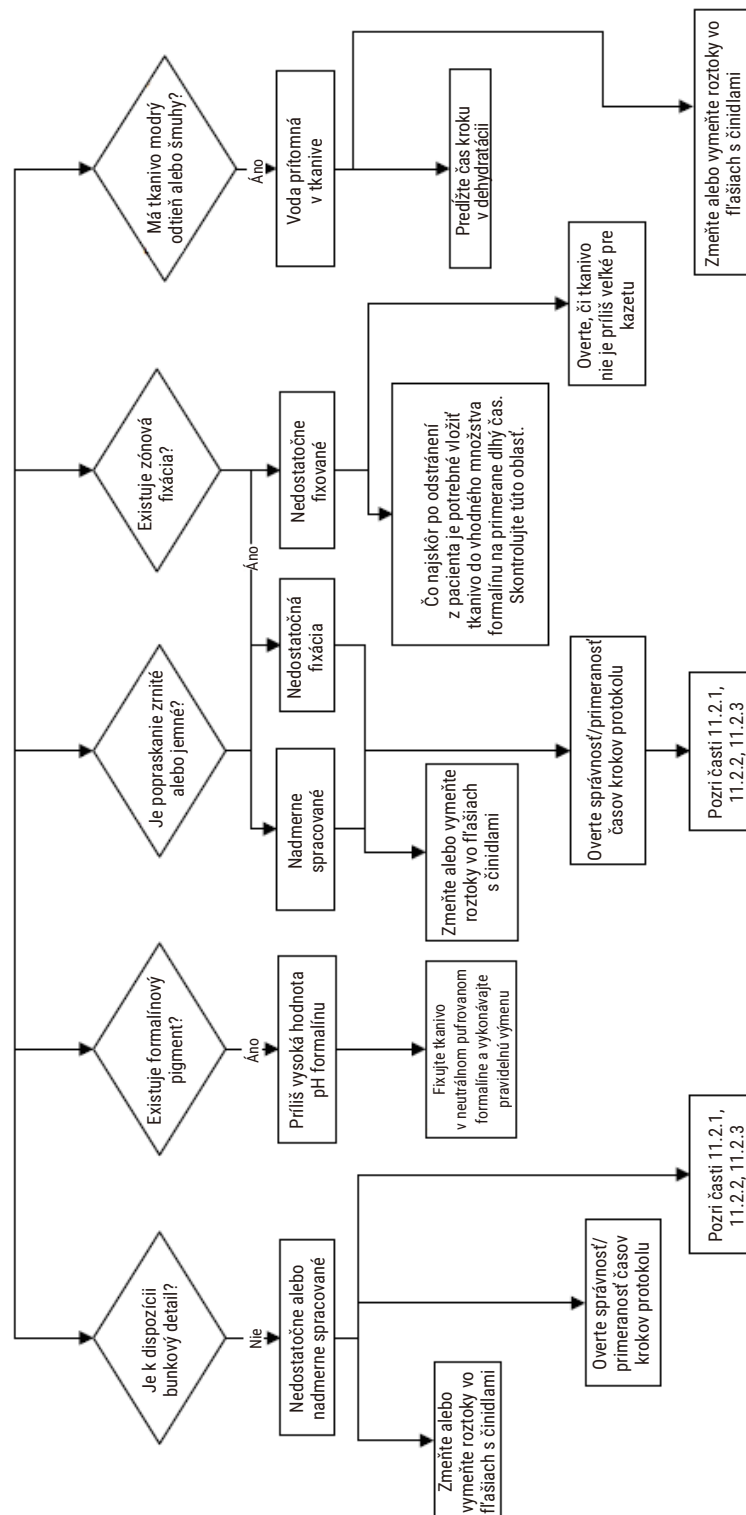 Je k dispozícii
bunkový detail?
Nie
Nedostatočne alebo
nadmerne spracované
Zmeňte alebo
vymeňte roztoky vo
fľašiach s činidlami
Overte správnosť/
primeranosť časov
krokov protokolu
Pozri časti 11.2.1,
11.2.2, 11.2.3
Existuje formalínový
pigment?
Áno
Príliš vysoká hodnota
pH formalínu
Fixujte tkanivo
v neutrálnom pufrovanom
formalíne a vykonávajte
pravidelnú výmenu
Je popraskanie zrnité
alebo jemné?
Nadmerne
spracované
Nedostatočná
fixácia
Zmeňte alebo vymeňte
roztoky vo fľašiach
s činidlami
Overte správnosť/primeranosť
časov krokov protokolu
Pozri časti 11.2.1,
11.2.2, 11.2.3
Existuje zónová
fixácia?
Áno
Nedostatočne
fixované
Čo najskôr po odstránení
z pacienta je potrebné vložiť
tkanivo do vhodného množstva
formalínu na primerane dlhý čas.
Skontrolujte túto oblasť.
Overte, či tkanivo
nie je príliš veľké pre
kazetu
Má tkanivo modrý
odtieň alebo šmuhy?
Áno
Voda prítomná
v tkanive
Predĺžte čas kroku
v dehydratácii
Zmeňte alebo vymeňte roztoky vo
fľašiach s činidlami